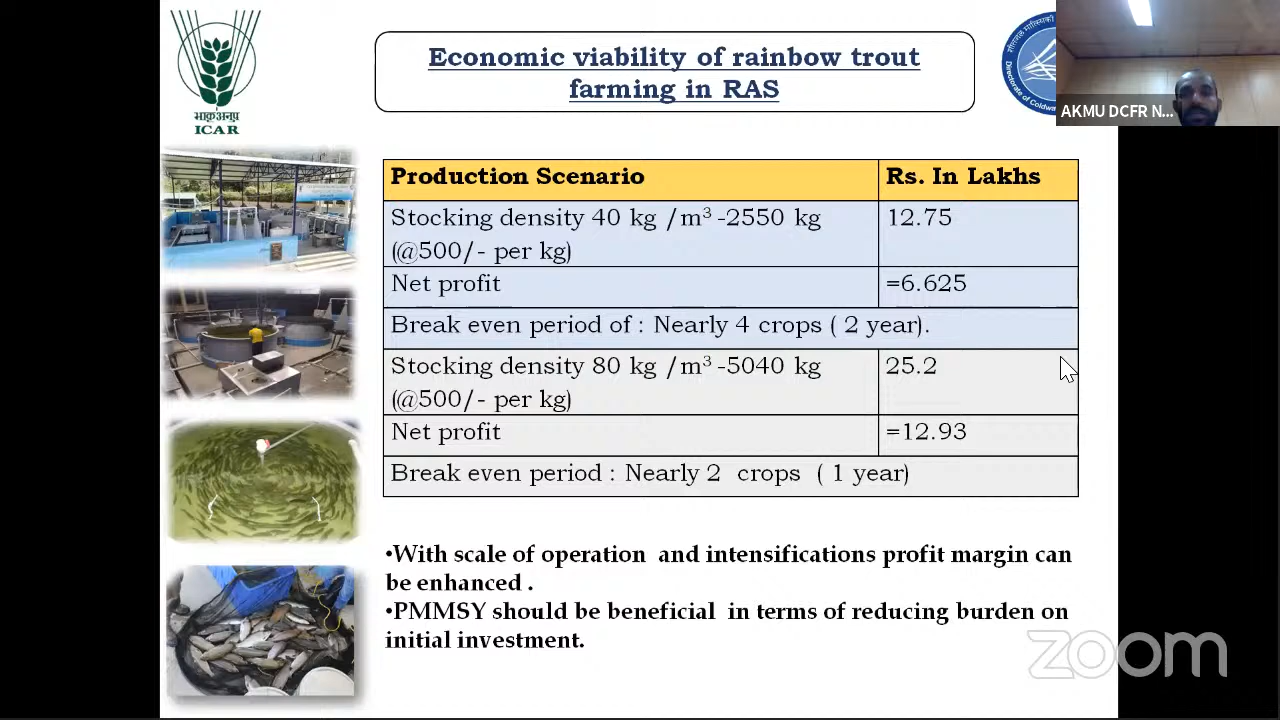 Economic viability of rainbow trout
farming in RAS
भाकृअनुप
ICAR
AKMU DCFR N...
Production Scenario Rs. In Lakhs
Stocking density 40 kg /m³ -2550 kg 12.75
(@500/- per kg)
Net profit =6.625
Break even period of : Nearly 4 crops ( 2 year).
Stocking density 80 kg /m³ -5040 kg 25.2
(@500/- per kg)
Net profit =12.93
Break even period : Nearly 2 crops ( 1 year)
•With scale of operation and intensifications profit margin can
be enhanced .
•PMMSY should be beneficial in terms of reducing burden on
initial investment.
zoom